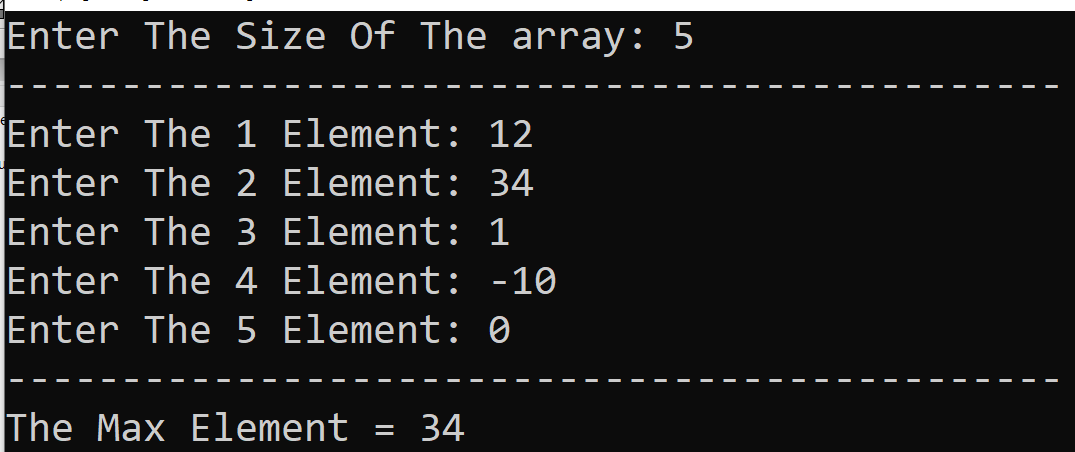 Enter The Size Of The array: 5
----------------------------------------------
Enter The 1 Element: 12
Enter The 2 Element: 34
Enter The 3 Element: 1
Enter The 4 Element: -10
Enter The 5 Element: 0
----------------------------------------------
The Max Element = 34